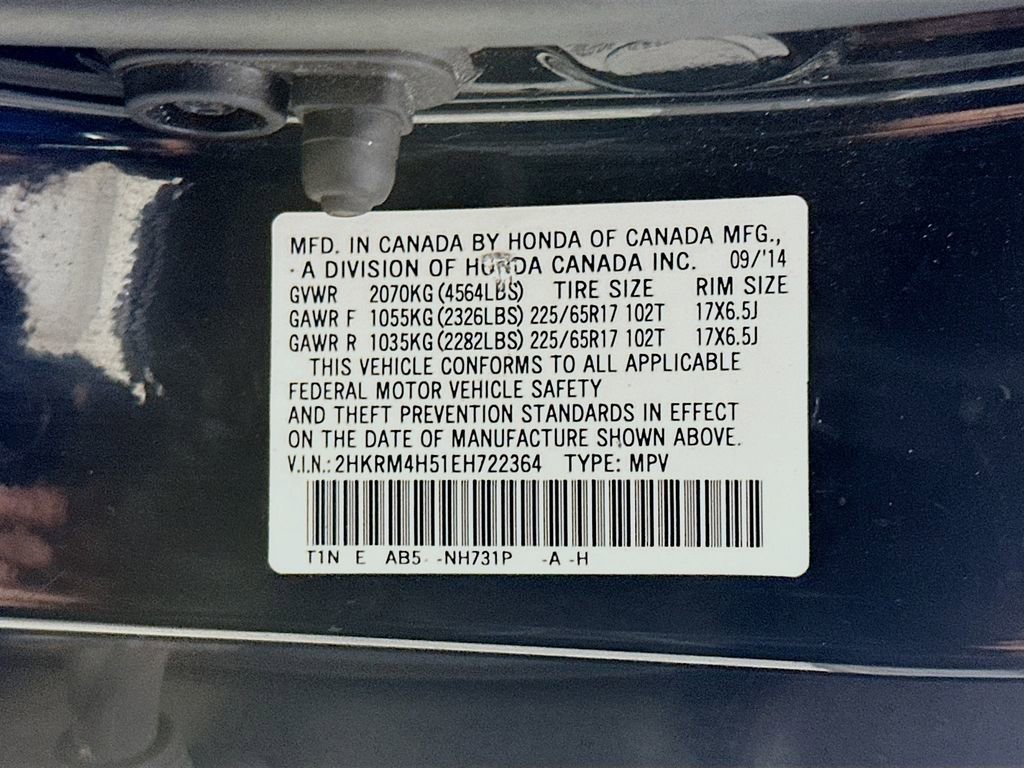 MFD. IN CANADA BY HONDA OF CANADA MFG.,
A DIVISION OF HONDA CANADA INC. 09/'14
GVWR 2070KG (4564LBS) TIRE SIZE RIM SIZE
GAWR F 1055KG (2326LBS) 225/65R17 102T 17X6.5J
GAWR R 1035KG (2282LBS) 225/65R17 102T 17X6.5J
THIS VEHICLE CONFORMS TO ALL APPLICABLE
FEDERAL MOTOR VEHICLE SAFETY
AND THEFT PREVENTION STANDARDS IN EFFECT
ON THE DATE OF MANUFACTURE SHOWN ABOVE.
V.I.N.: 2HKRM4H51EH722364 TYPE: MPV
T1N E AB5 -NH731P -A -H